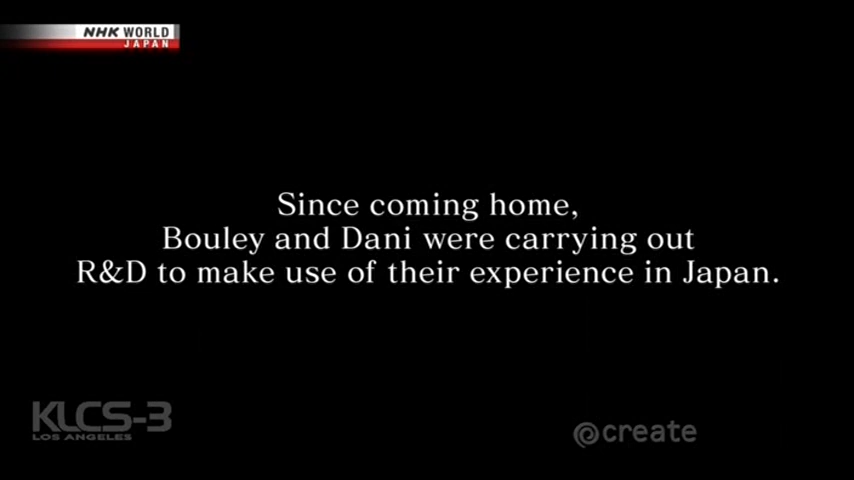 NHK WORLD
JAPAN
Since coming home,
Bouley and Dani were carrying out
R&D to make use of their experience in Japan.
KLCS-3
LOS ANGELES
create